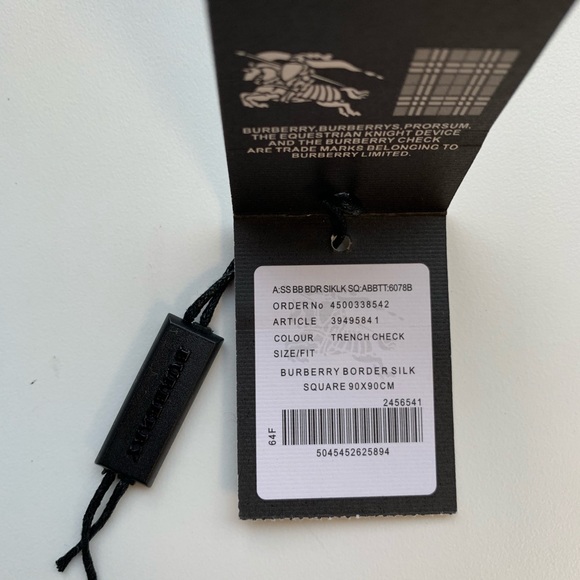 BURBERRY,BURBERRYS,PRORSUM,
THE EQUESTRIAN KNIGHT DEVICE
AND THE BURBERRY CHECK
ARE TRADE MARKS BELONGING TO
BURBERRY LIMITED.
A:SS BB BDR SIKLK SQ:ABBTT:6078B
ORDER No 4500338542
ARTICLE 39495841
COLOUR TRENCH CHECK
SIZE/FIT
BURBERRY BORDER SILK
SQUARE 90X90CM
2456541
64F
5045452625894
BURBERRY